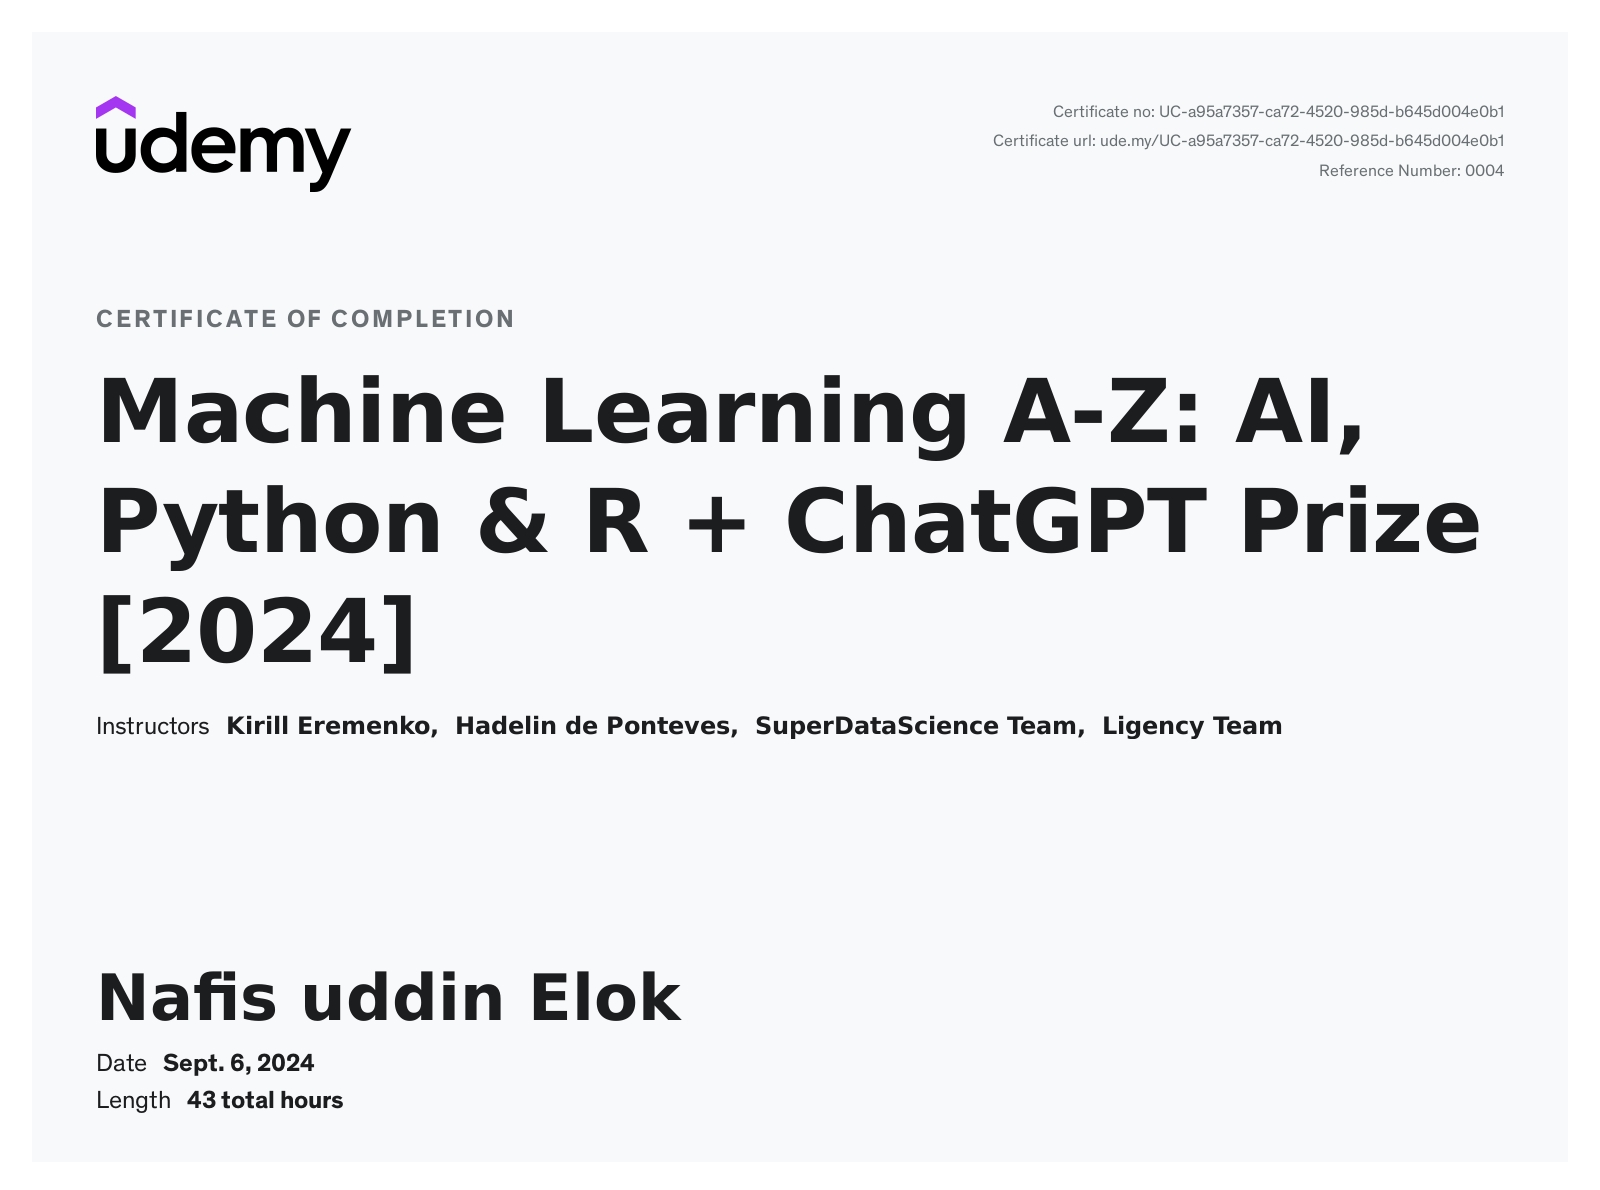 udemy
Certificate no: UC-a95a7357-ca72-4520-985d-b645d004e0b1
Certificate url: ude.my/UC-a95a7357-ca72-4520-985d-b645d004e0b1
Reference Number: 0004
CERTIFICATE OF COMPLETION
Machine Learning A-Z: AI,
Python & R + ChatGPT Prize
[2024]
Instructors Kirill Eremenko, Hadelin de Ponteves, SuperDataScience Team, Ligency Team
Nafis uddin Elok
Date Sept. 6, 2024
Length 43 total hours